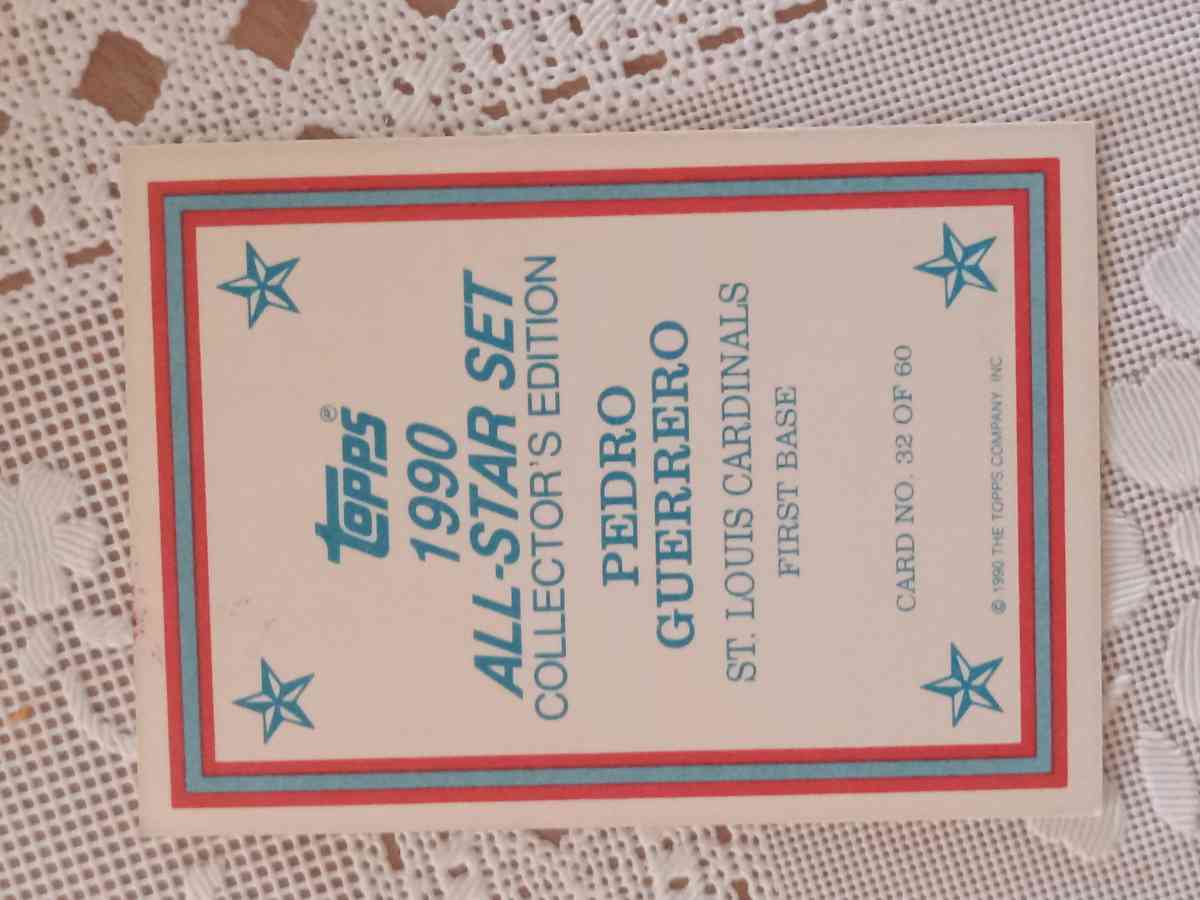 Topps®
1990
ALL-STAR SET
COLLECTOR'S EDITION
PEDRO
GUERRERO
ST. LOUIS CARDINALS
FIRST BASE
CARD NO. 32 OF 60
© 1990 THE TOPPS COMPANY, INC